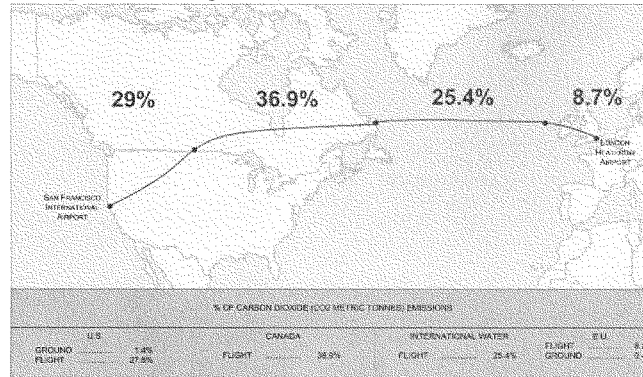 29%
36.9%
25.4%
8.7%
SAN FRANCISCO
INTERNATIONAL
AIRPORT
LONDON
HEATHROW
AIRPORT
% OF CARBON DIOXIDE (CO2 METRIC TONNES) EMISSIONS
U.S.
GROUND ............ 1.4%
FLIGHT ............ 27.6%
CANADA
FLIGHT ............ 36.9%
INTERNATIONAL WATER
FLIGHT ............ 25.4%
E.U.
FLIGHT ............
GROUND ............